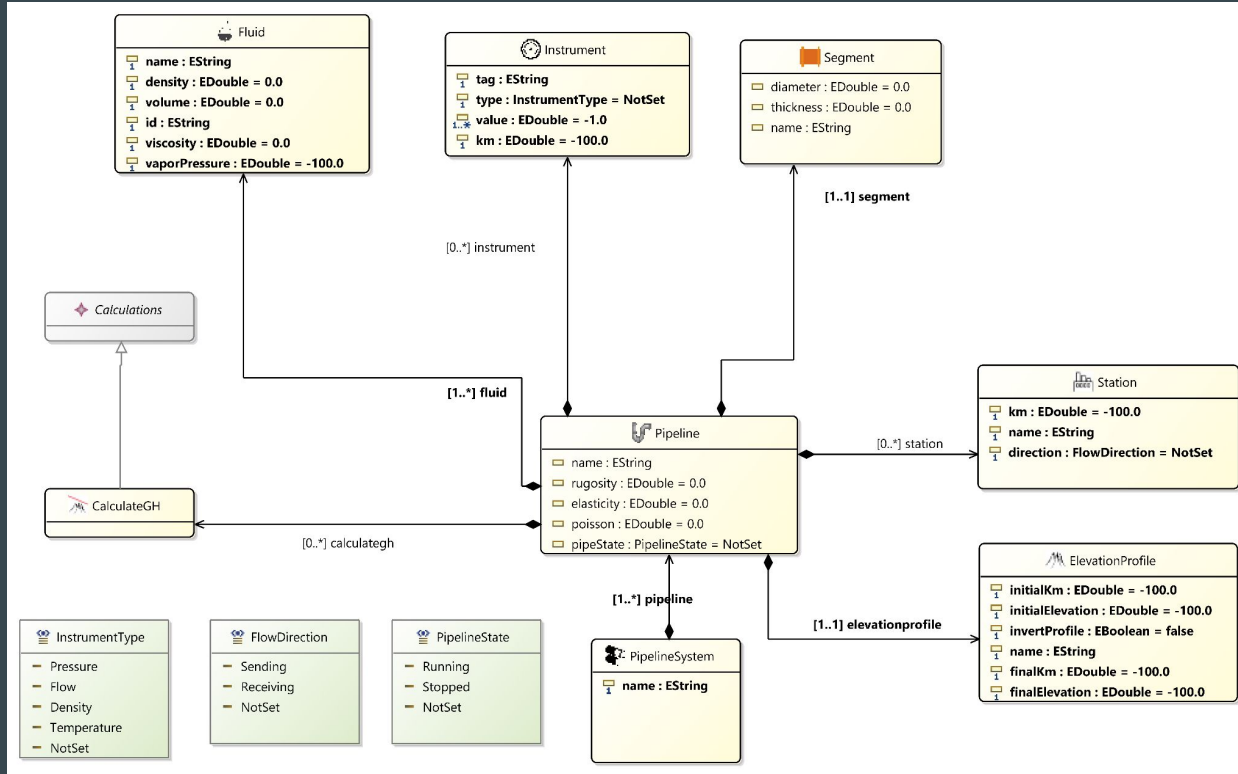 Fluid
name : EString
density : EDouble = 0.0
volume : EDouble = 0.0
id : EString
viscosity : EDouble = 0.0
vaporPressure : EDouble = -100.0
Instrument
tag : EString
type : InstrumentType = NotSet
value : EDouble = -1.0
km : EDouble = -100.0
Segment
diameter : EDouble = 0.0
thickness : EDouble = 0.0
name : EString
[1..1] segment
[0..*] instrument
Calculations
[1..*] fluid
Station
km : EDouble = -100.0
name : EString
direction : FlowDirection = NotSet
[0..*] station
Pipeline
name : EString
rugosity : EDouble = 0.0
elasticity : EDouble = 0.0
poisson : EDouble = 0.0
pipeState : PipelineState = NotSet
CalculateGH
[0..*] calculategh
ElevationProfile
initialKm : EDouble = -100.0
initialElevation : EDouble = -100.0
invertProfile : EBoolean = false
name : EString
finalKm : EDouble = -100.0
finalElevation : EDouble = -100.0
[1..*] pipeline
[1..1] elevationprofile
InstrumentType
Pressure
Flow
Density
Temperature
NotSet
FlowDirection
Sending
Receiving
NotSet
PipelineState
Running
Stopped
NotSet
PipelineSystem
name : EString